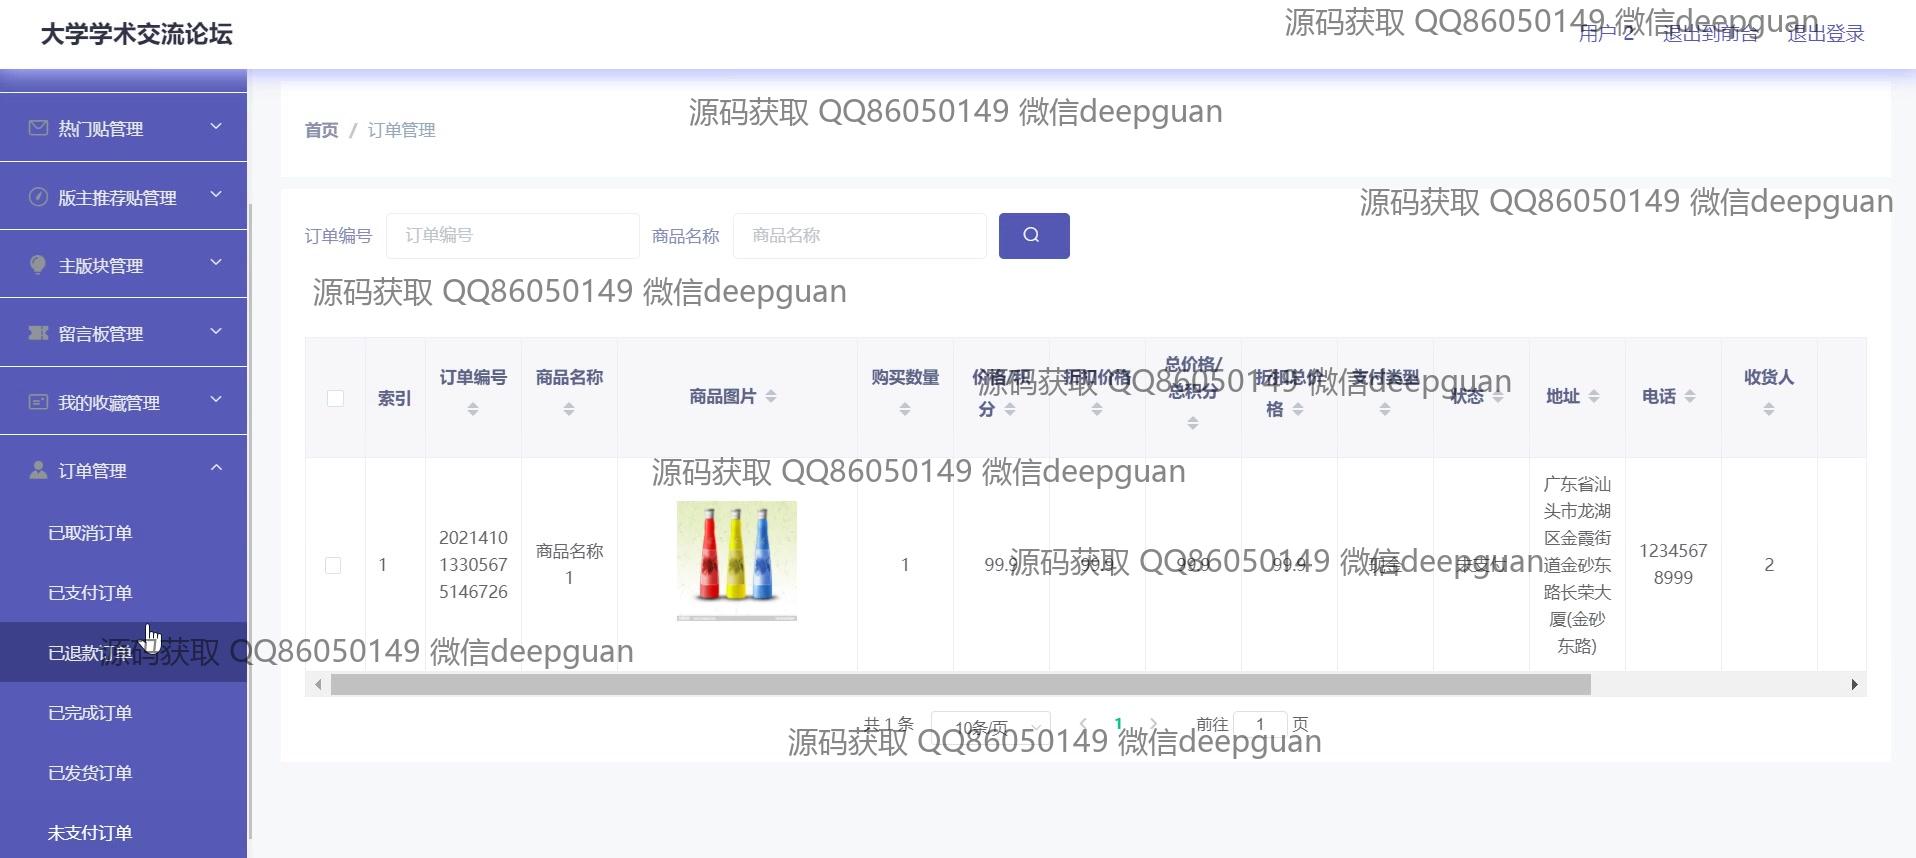 大学学术交流论坛
源码获取 QQ86050149 微信deepguan
用户 2 退出到前台 退出登录
热门贴管理
版主推荐贴管理
主版块管理
留言板管理
我的收藏管理
订单管理
已取消订单
已支付订单
已退款订单
已完成订单
已发货订单
未支付订单
首页 / 订单管理
源码获取 QQ86050149 微信deepguan
源码获取 QQ86050149 微信deepguan
订单编号 订单编号 商品名称 商品名称
源码获取 QQ86050149 微信deepguan
索引
订单编号
商品名称
商品图片
购买数量
价格/积
分
折扣价格
总价格/
总积分
折扣总价
格
支付类型
状态
地址
电话
收货人
源码获取 QQ86050149 微信deepguan
源码获取 QQ86050149 微信deepguan
1
2021410
1330567
5146726
商品名称
1
1
99.9
99.9
99.9
99.9
现金
未支付
广东省汕
头市龙湖
区金霞街
道金砂东
路长荣大
厦(金砂
东路)
1234567
8999
2
源码获取 QQ86050149 微信deepguan
源码获取 QQ86050149 微信deepguan
共 1 条 10条/页 1 前往 1 页
源码获取 QQ86050149 微信deepguan